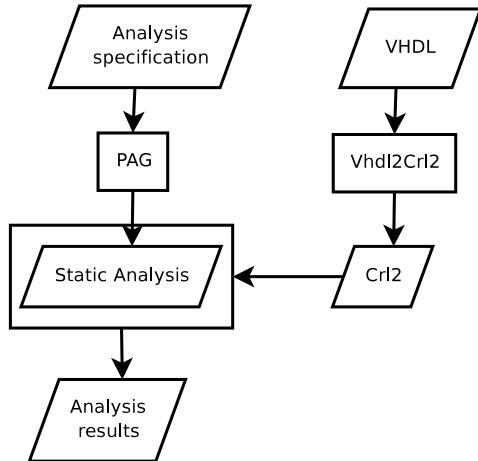 Analysis
specification
VHDL
PAG
Vhdl2Crl2
Static Analysis
Crl2
Analysis
results